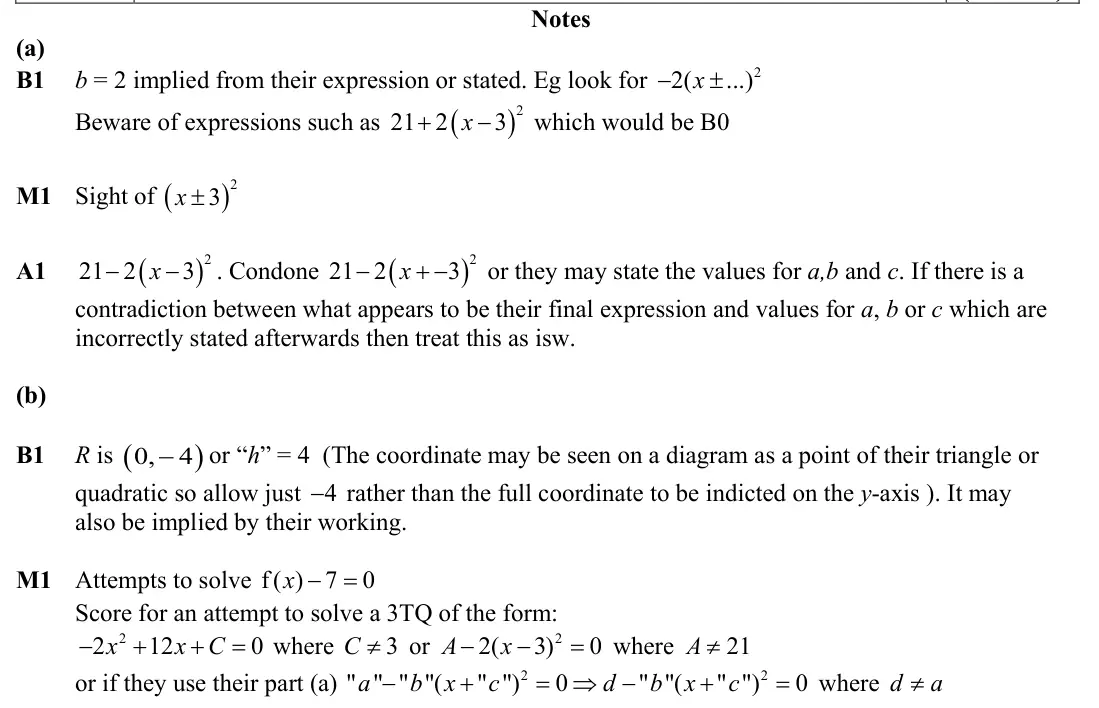 Notes
(a)
B1 b = 2 implied from their expression or stated. Eg look for −2(x ± ...)²
Beware of expressions such as 21 + 2(x − 3)² which would be B0
M1 Sight of (x ± 3)²
A1 21 − 2(x − 3)² . Condone 21 − 2(x + −3)² or they may state the values for a,b and c. If there is a
contradiction between what appears to be their final expression and values for a, b or c which are
incorrectly stated afterwards then treat this as isw.
(b)
B1 R is (0, − 4) or “h” = 4 (The coordinate may be seen on a diagram as a point of their triangle or
quadratic so allow just −4 rather than the full coordinate to be indicted on the y-axis ). It may
also be implied by their working.
M1 Attempts to solve f(x) − 7 = 0
Score for an attempt to solve a 3TQ of the form:
−2x² + 12x + C = 0 where C ≠ 3 or A − 2(x − 3)² = 0 where A ≠ 21
or if they use their part (a) "a"−"b"(x + "c")² = 0 ⇒ d − "b"(x + "c")² = 0 where d ≠ a